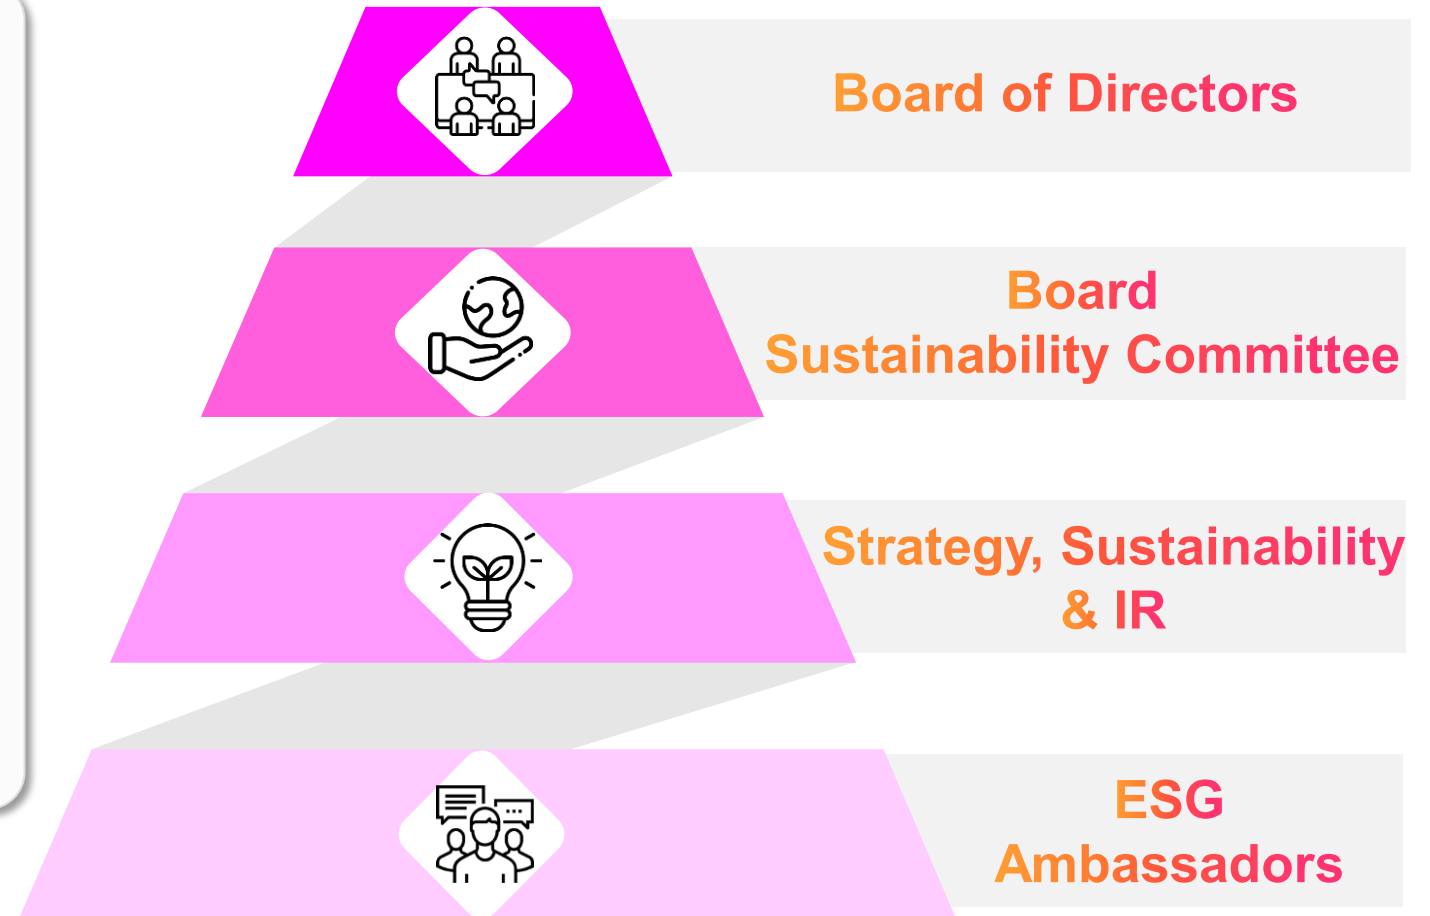 Board of Directors
Board
Sustainability Committee
Strategy, Sustainability
& IR
ESG
Ambassadors